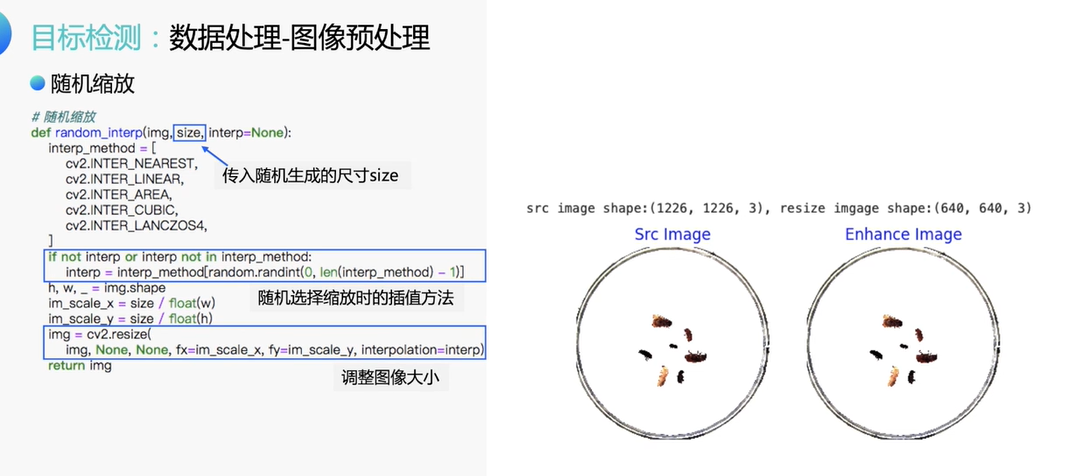 目标检测：数据处理-图像预处理
随机缩放
# 随机缩放
def random_interp(img, size, interp=None):
interp_method = [
cv2.INTER_NEAREST,
cv2.INTER_LINEAR,
cv2.INTER_AREA,
cv2.INTER_CUBIC,
cv2.INTER_LANCZOS4,
]
传入随机生成的尺寸size
if not interp or interp not in interp_method:
interp = interp_method[random.randint(0, len(interp_method) - 1)]
h, w, _ = img.shape
随机选择缩放时的插值方法
im_scale_x = size / float(w)
im_scale_y = size / float(h)
img = cv2.resize(
img, None, None, fx=im_scale_x, fy=im_scale_y, interpolation=interp)
return img
调整图像大小
src image shape:(1226, 1226, 3), resize imgage shape:(640, 640, 3)
Src Image
Enhance Image